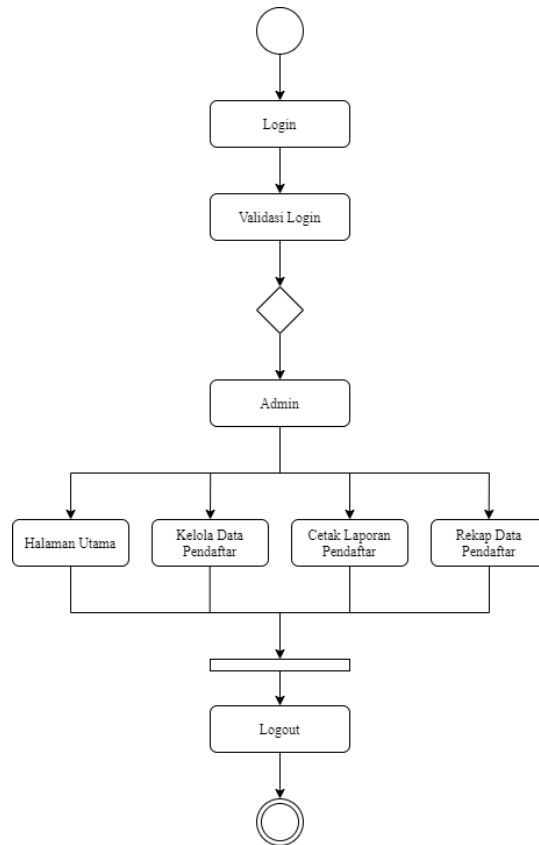 Login
Validasi Login
Admin
Halaman Utama
Kelola Data
Pendaftar
Cetak Laporan
Pendaftar
Rekap Data
Pendaftar
Logout